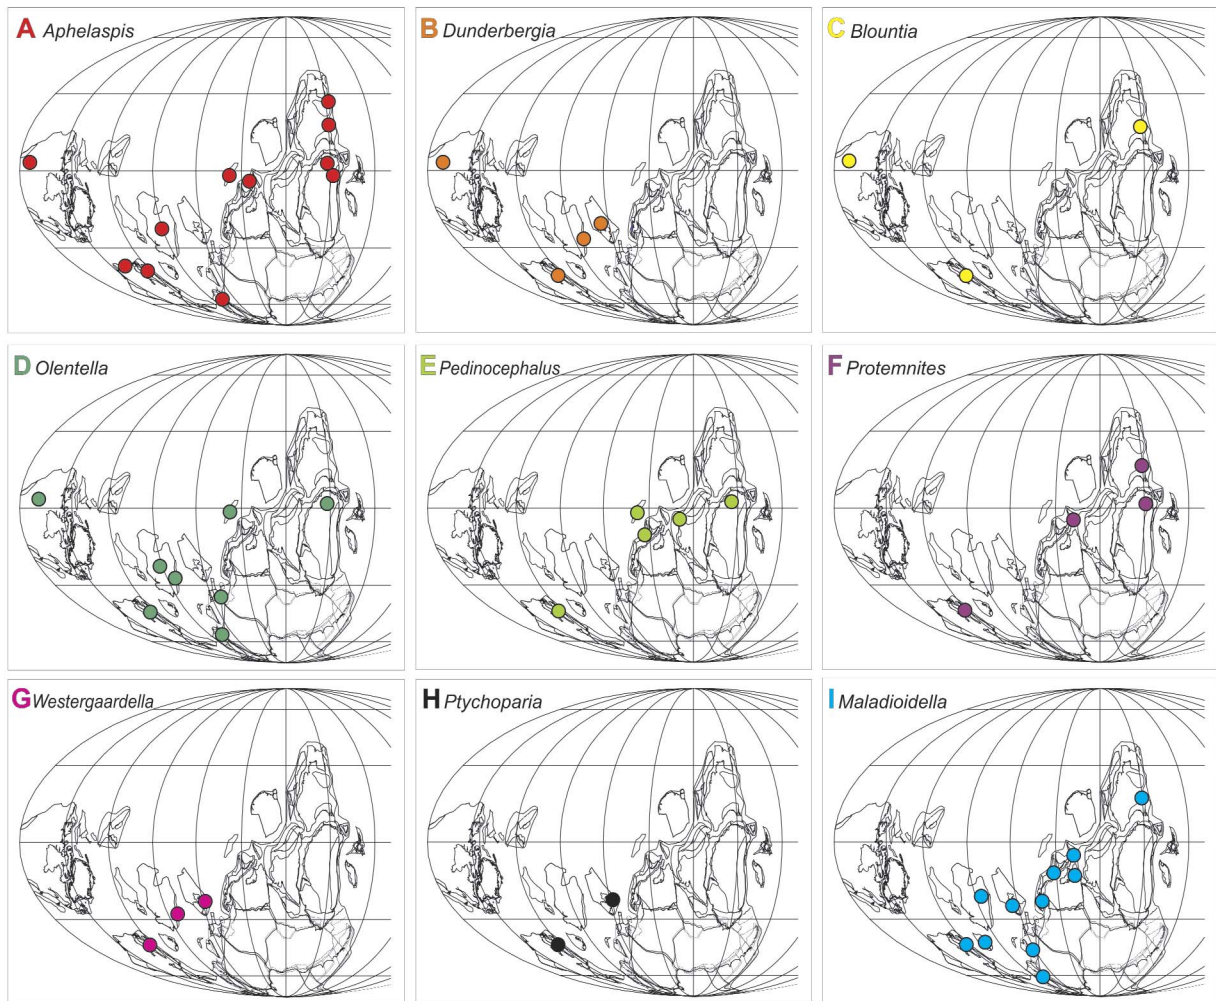 A Aphelaspis
B Dunderbergia
C Blountia
D Olentella
E Pedinocephalus
F Protemnites
G Westergaardella
H Ptychoparia
I Maladioidella